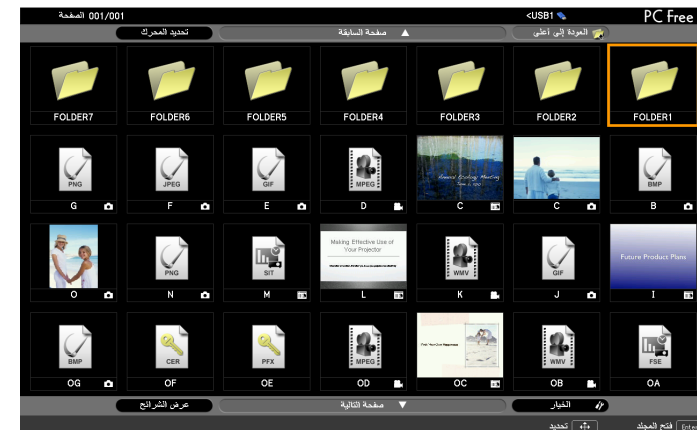 PC Free
<USB1
001/001 الصفحة
العودة إلى أعلى
▲ صفحة السابقة
تحديد المحرك
FOLDER1
FOLDER2
FOLDER3
FOLDER4
FOLDER5
FOLDER6
FOLDER7
BMP
B
C
General Ecology Meeting
C
MPEG
D
GIF
E
JPEG
F
PNG
G
Future Product Plans
I
GIF
J
WMV
K
Making Effective Use of
Your Projector
L
SIT
M
PNG
N
O
FSE
OA
WMV
OB
OC
MPEG
OD
PFX
OE
CER
OF
BMP
OG
الخيار
▼ صفحة التالية
عرض الشرائح
Enter فتح المجلد
تحديد